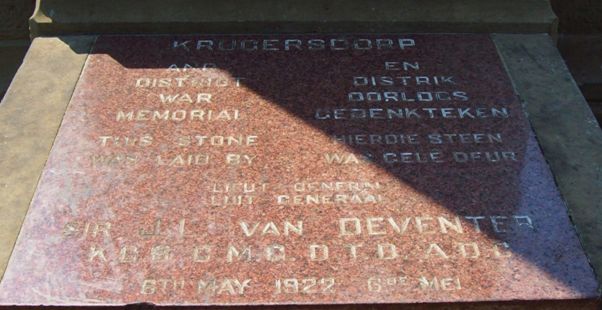 KRUGERSDORP
AND EN
DISTRICT DISTRIK
WAR OORLOGS
MEMORIAL GEDENKTEKEN
THIS STONE HIERDIE STEEN
WAS LAID BY WAS GELE DEUR
LIEUT GENERAL
LUIT GENERAAL
SIR J. L. VAN DEVENTER
K.C.B. C.M.G. D.T.D. A.D.C.
6TH MAY 1922 6DE MEI